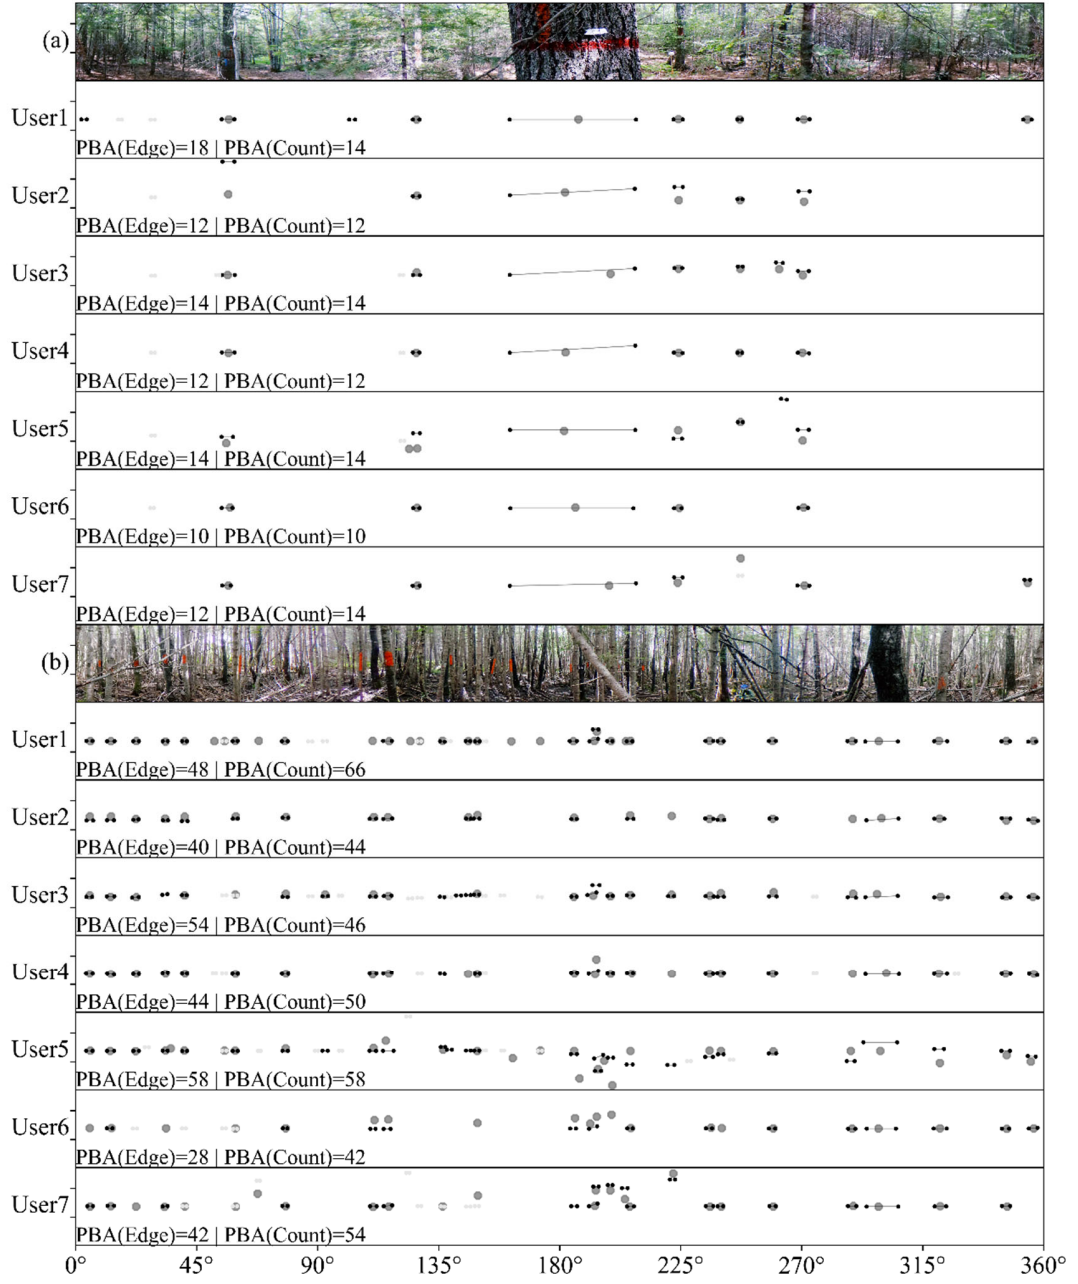 (a)
User1
PBA(Edge)=18 | PBA(Count)=14
User2
PBA(Edge)=12 | PBA(Count)=12
User3
PBA(Edge)=14 | PBA(Count)=14
User4
PBA(Edge)=12 | PBA(Count)=12
User5
PBA(Edge)=14 | PBA(Count)=14
User6
PBA(Edge)=10 | PBA(Count)=10
User7
PBA(Edge)=12 | PBA(Count)=14
(b)
User1
PBA(Edge)=48 | PBA(Count)=66
User2
PBA(Edge)=40 | PBA(Count)=44
User3
PBA(Edge)=54 | PBA(Count)=46
User4
PBA(Edge)=44 | PBA(Count)=50
User5
PBA(Edge)=58 | PBA(Count)=58
User6
PBA(Edge)=28 | PBA(Count)=42
User7
PBA(Edge)=42 | PBA(Count)=54
0° 45° 90° 135° 180° 225° 270° 315° 360°